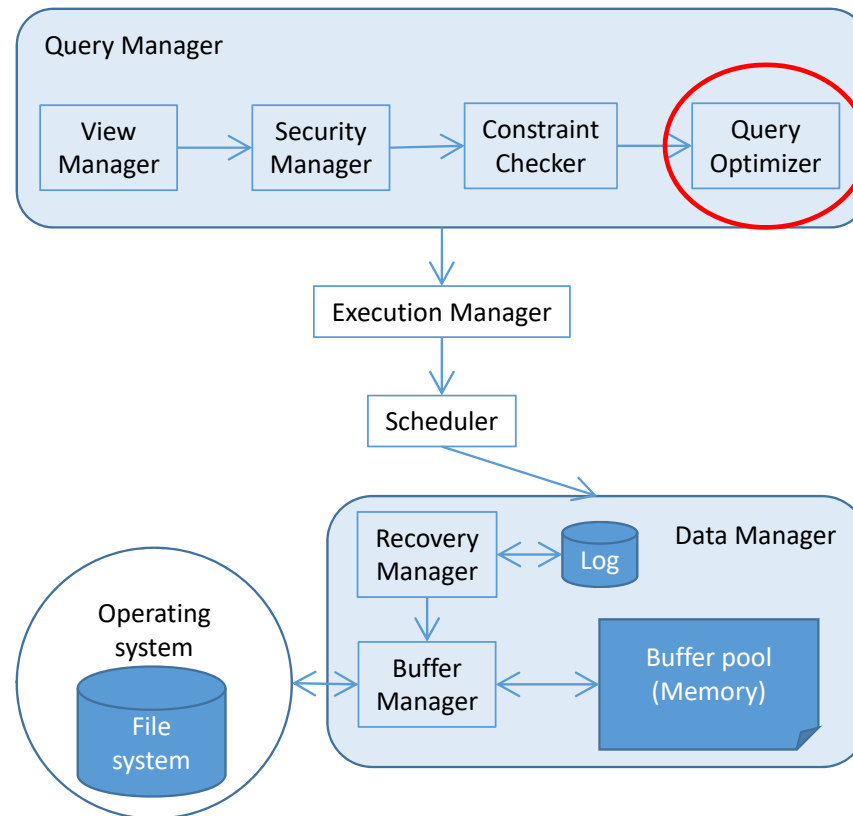 Query Manager
View
Manager
Security
Manager
Constraint
Checker
Query
Optimizer
Execution Manager
Scheduler
Data Manager
Recovery
Manager
Log
Operating
system
File
system
Buffer
Manager
Buffer pool
(Memory)